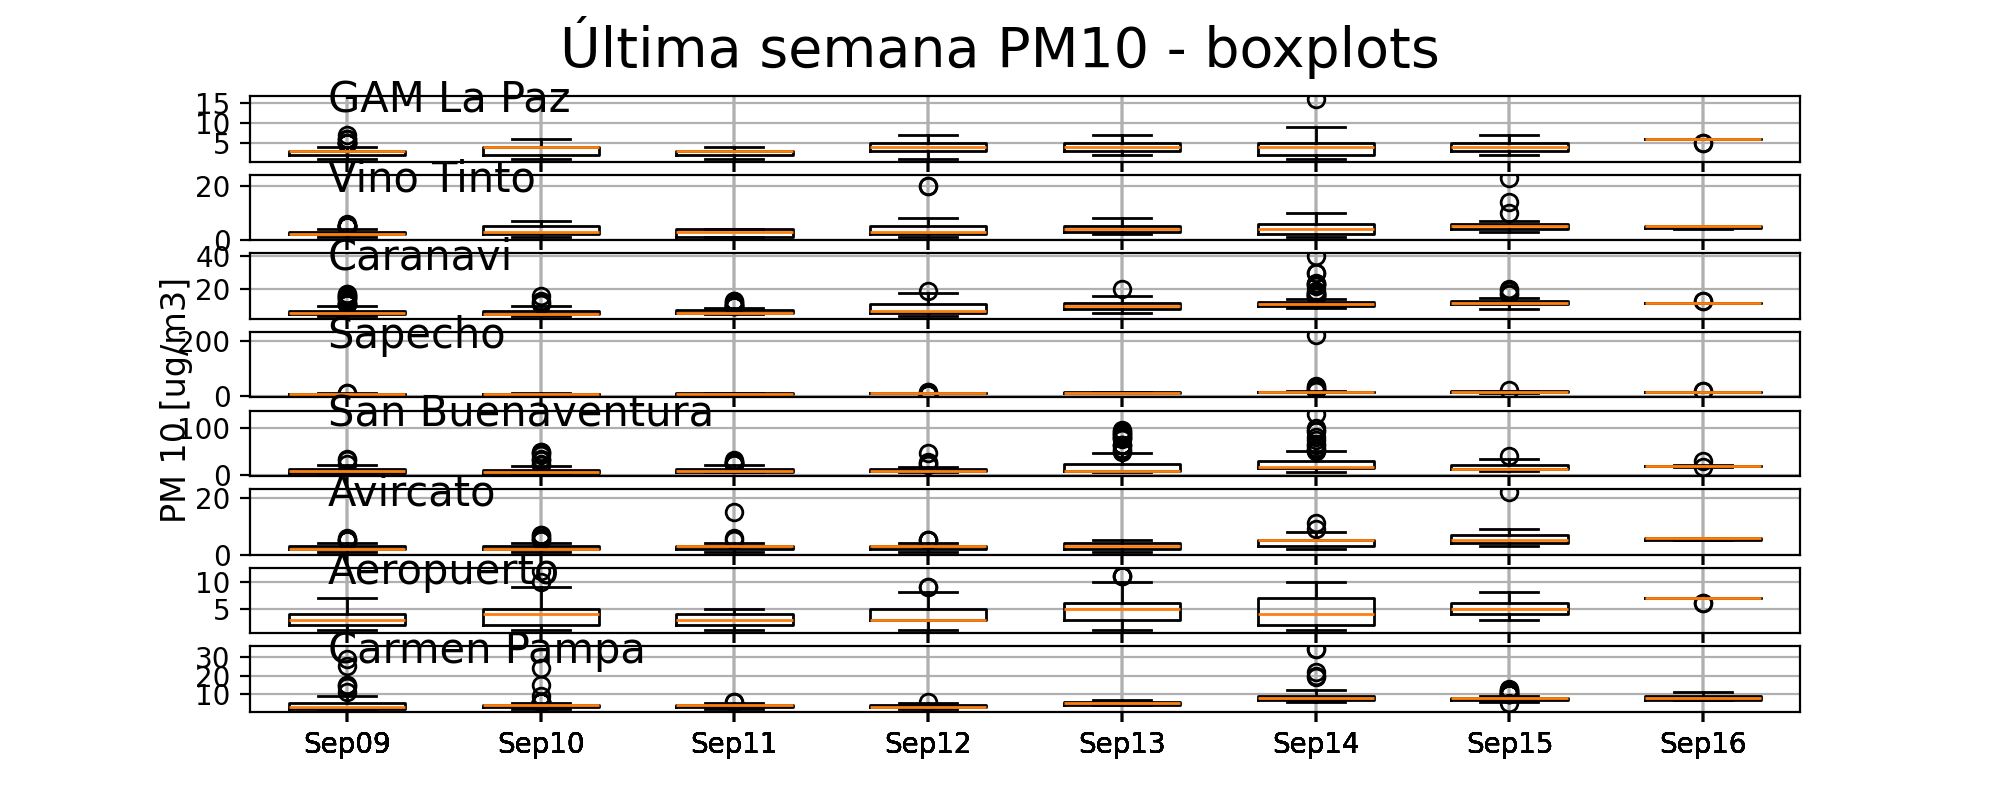 Última semana PM10 - boxplots
GAM La Paz
15
10
5
Vino Tinto
20
0
Caranavi
40
20
Sapecho
200
0
San Buenaventura
100
0
Avircato
20
0
Aeropuerto
10
5
Carmen Pampa
30
20
10
PM 10 [ug/m3]
Sep09 Sep10 Sep11 Sep12 Sep13 Sep14 Sep15 Sep16